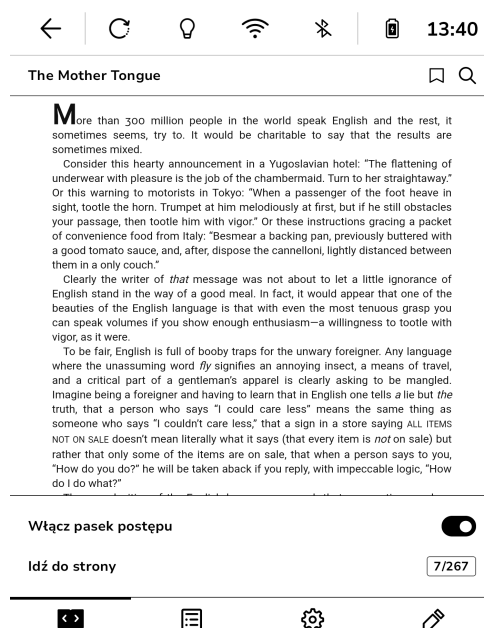 13:40
The Mother Tongue
More than 300 million people in the world speak English and the rest, it
sometimes seems, try to. It would be charitable to say that the results are
sometimes mixed.
Consider this hearty announcement in a Yugoslavian hotel: “The flattening of
underwear with pleasure is the job of the chambermaid. Turn to her straightaway.”
Or this warning to motorists in Tokyo: “When a passenger of the foot heave in
sight, tootle the horn. Trumpet at him melodiously at first, but if he still obstacles
your passage, then tootle him with vigor.” Or these instructions gracing a packet
of convenience food from Italy: “Besmear a backing pan, previously buttered with
a good tomato sauce, and, after, dispose the cannelloni, lightly distanced between
them in a only couch.”
Clearly the writer of that message was not about to let a little ignorance of
English stand in the way of a good meal. In fact, it would appear that one of the
beauties of the English language is that with even the most tenuous grasp you
can speak volumes if you show enough enthusiasm—a willingness to tootle with
vigor, as it were.
To be fair, English is full of booby traps for the unwary foreigner. Any language
where the unassuming word fly signifies an annoying insect, a means of travel,
and a critical part of a gentleman’s apparel is clearly asking to be mangled.
Imagine being a foreigner and having to learn that in English one tells a lie but the
truth, that a person who says “I could care less” means the same thing as
someone who says “I couldn’t care less,” that a sign in a store saying ALL ITEMS
NOT ON SALE doesn’t mean literally what it says (that every item is not on sale) but
rather that only some of the items are on sale, that when a person says to you,
“How do you do?” he will be taken aback if you reply, with impeccable logic, “How
do I do what?”
Włącz pasek postępu
Idź do strony
7/267